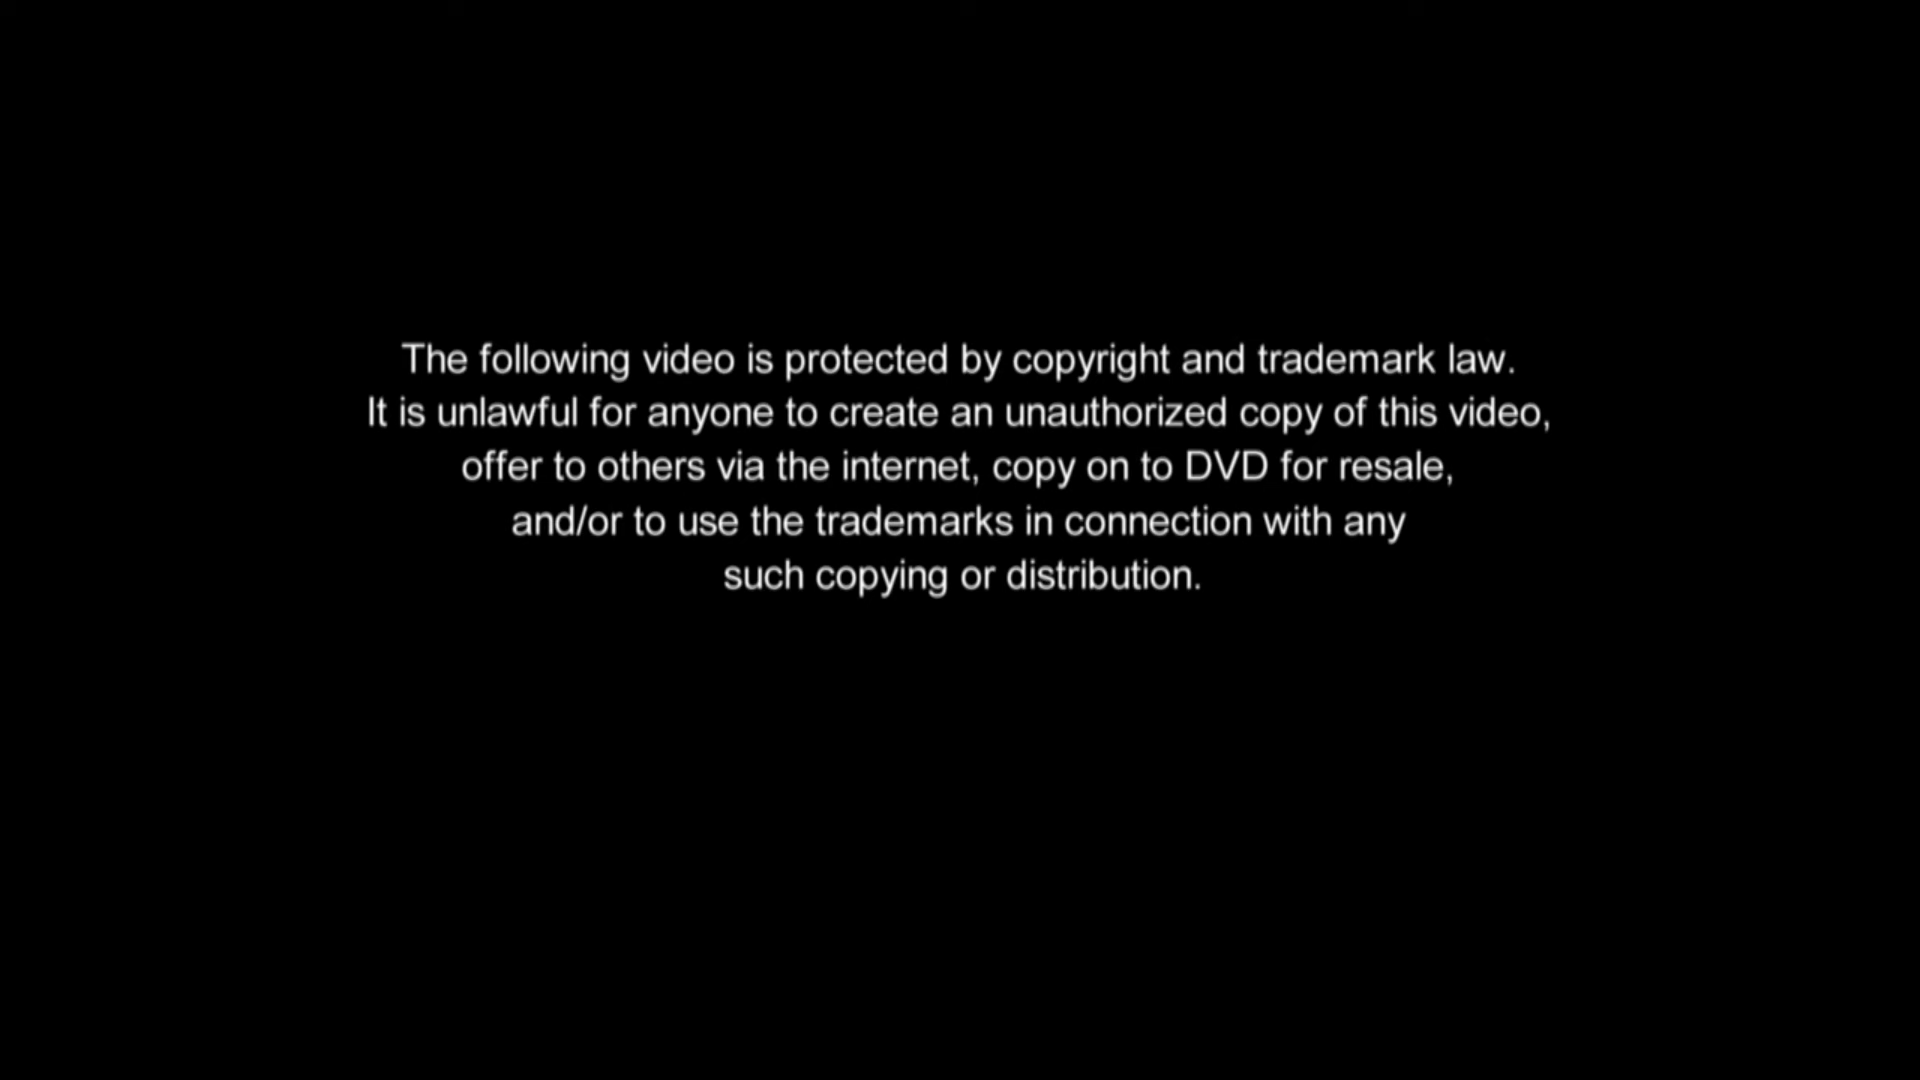 The following video is protected by copyright and trademark law.
It is unlawful for anyone to create an unauthorized copy of this video,
offer to others via the internet, copy on to DVD for resale,
and/or to use the trademarks in connection with any
such copying or distribution.